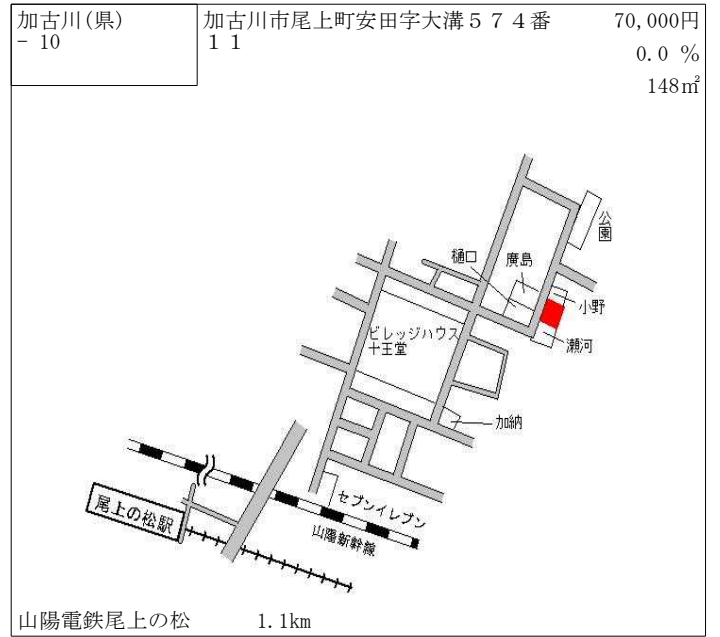 加古川(県)
- 10
加古川市尾上町安田字大溝５７４番
１１
70,000円
0.0 %
148㎡
公園
樋口
廣島
小野
瀬河
ビレッジハウス
十王堂
加納
セブンイレブン
尾上の松駅
山陽新幹線
山陽電鉄尾上の松 1.1km